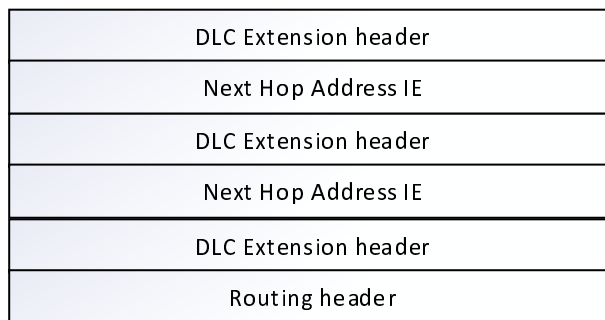 DLC Extension header
Next Hop Address IE
DLC Extension header
Next Hop Address IE
DLC Extension header
Routing header